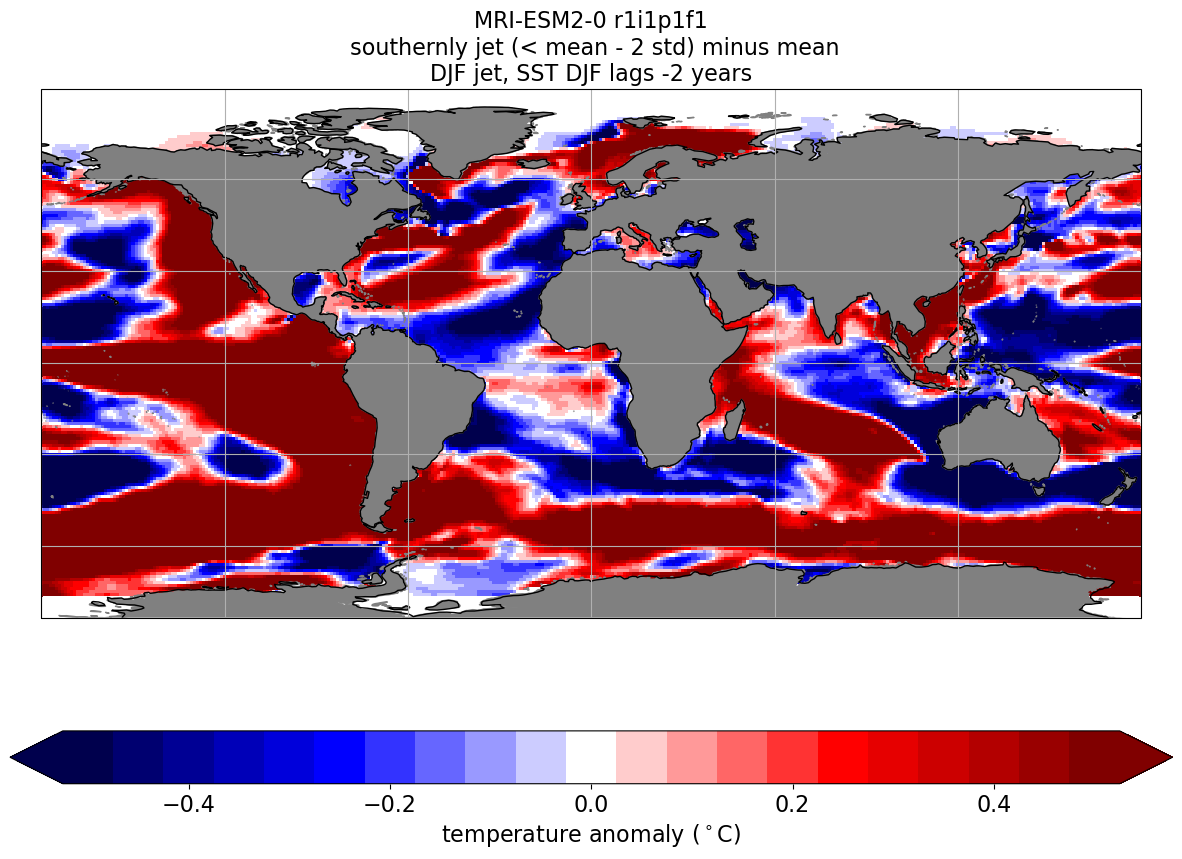 MRI-ESM2-0 r1i1p1f1
southernly jet (< mean - 2 std) minus mean
DJF jet, SST DJF lags -2 years
−0.4 −0.2 0.0 0.2 0.4
temperature anomaly (°C)